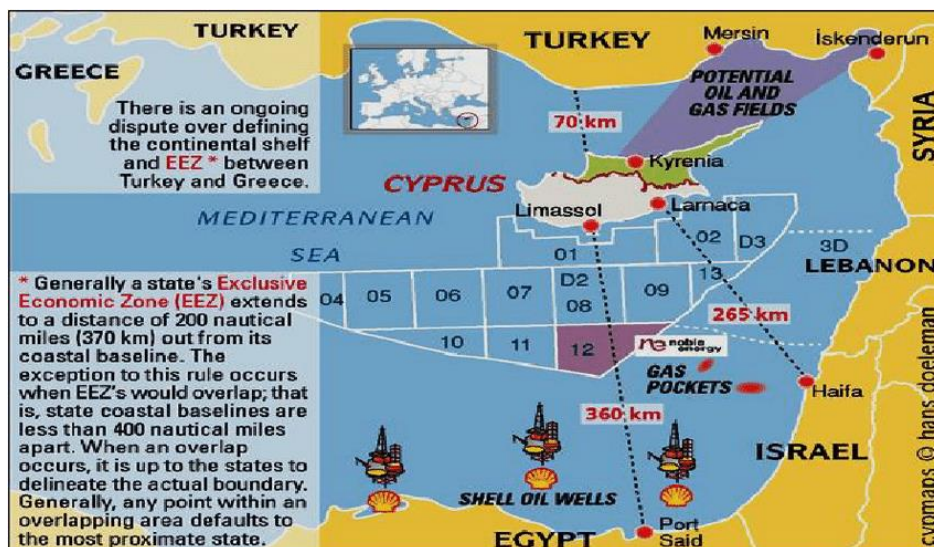 TURKEY
GREECE
TURKEY
Mersin
İskenderun
There is an ongoing
dispute over defining
the continental shelf
and EEZ * between
Turkey and Greece.
POTENTIAL
OIL AND
GAS FIELDS
SYRIA
70 km
Kyrenia
CYPRUS
Limassol
Larnaca
MEDITERRANEAN
SEA
01
02
D3
3D
LEBANON
* Generally a state's Exclusive
Economic Zone (EEZ) extends
to a distance of 200 nautical
miles (370 km) out from its
coastal baseline. The
exception to this rule occurs
when EEZ's would overlap; that
is, state coastal baselines are
less than 400 nautical miles
apart. When an overlap
occurs, it is up to the states to
delineate the actual boundary.
Generally, any point within an
overlapping area defaults to
the most proximate state.
04
05
06
07
D2
08
09
13
10
11
12
265 km
ne noble
energy
GAS
POCKETS
Haifa
360 km
ISRAEL
SHELL OIL WELLS
EGYPT
Port
Said
cypmaps © hans doeleman